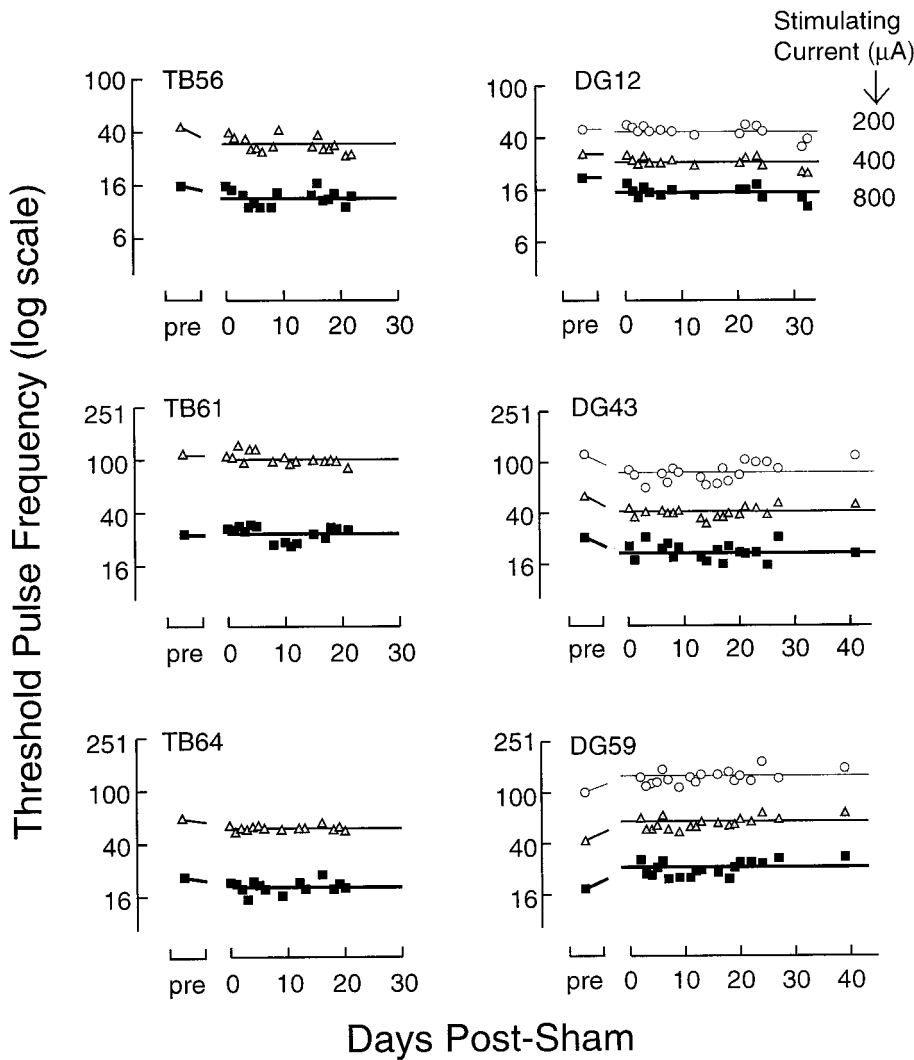 Stimulating
Current (μA)
TB56
DG12
100
40
16
6
pre
0 10 20 30
100
40
16
6
200
400
800
pre
0 10 20 30
TB61
DG43
251
100
40
16
pre
0 10 20 30
251
100
40
16
pre
0 10 20 30 40
TB64
DG59
251
100
40
16
pre
0 10 20 30
251
100
40
16
pre
0 10 20 30 40
Threshold Pulse Frequency (log scale)
Days Post-Sham